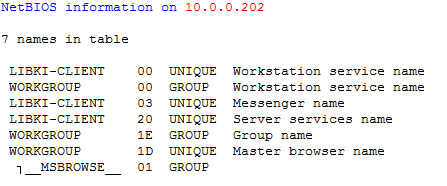 NetBIOS information on 10.0.0.202
7 names in table
LIBKI-CLIENT 00 UNIQUE Workstation service name
WORKGROUP 00 GROUP Workstation service name
LIBKI-CLIENT 03 UNIQUE Messenger name
LIBKI-CLIENT 20 UNIQUE Server services name
WORKGROUP 1E GROUP Group name
WORKGROUP 1D UNIQUE Master browser name
┐__MSBROWSE__ 01 GROUP